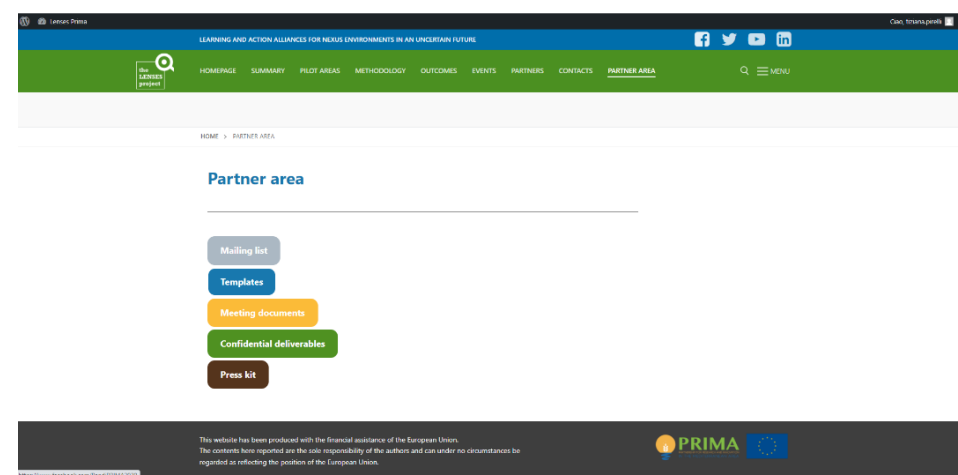 Lenses Prima
Ciao, tiziana.pirelli
LEARNING AND ACTION ALLIANCES FOR NEXUS ENVIRONMENTS IN AN UNCERTAIN FUTURE
the
LENSES
project
HOMEPAGE SUMMARY PILOT AREAS METHODOLOGY OUTCOMES EVENTS PARTNERS CONTACTS PARTNER AREA
MENU
HOME > PARTNER AREA
Partner area
Mailing list
Templates
Meeting documents
Confidential deliverables
Press kit
This website has been produced with the financial assistance of the European Union.
The contents here reported are the sole responsibility of the authors and can under no circumstances be
regarded as reflecting the position of the European Union.
PRIMA